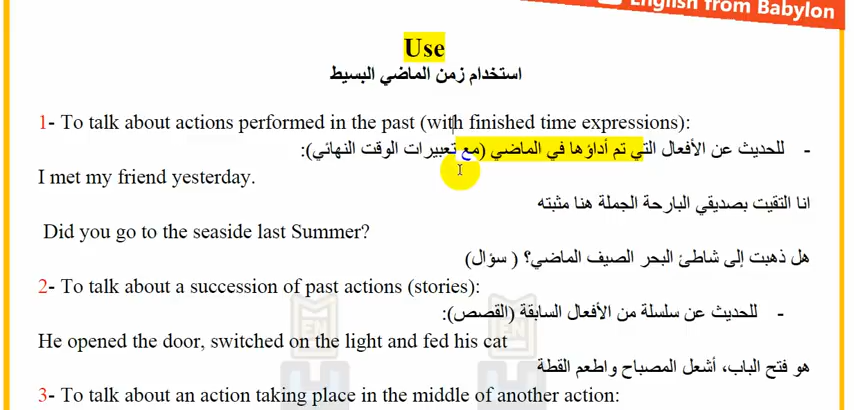 English from Babylon
Use
استخدام زمن الماضي البسيط
1- To talk about actions performed in the past (with finished time expressions):
- للحديث عن الأفعال التي تم أداؤها في الماضي (مع تعبيرات الوقت النهائي):
I met my friend yesterday.
انا التقيت بصديقي البارحة الجملة هنا مثبته
Did you go to the seaside last Summer?
هل ذهبت إلى شاطئ البحر الصيف الماضي؟ ( سؤال)
2- To talk about a succession of past actions (stories):
- للحديث عن سلسلة من الأفعال السابقة (القصص):
He opened the door, switched on the light and fed his cat
هو فتح الباب، أشعل المصباح واطعم القطة
3- To talk about an action taking place in the middle of another action: